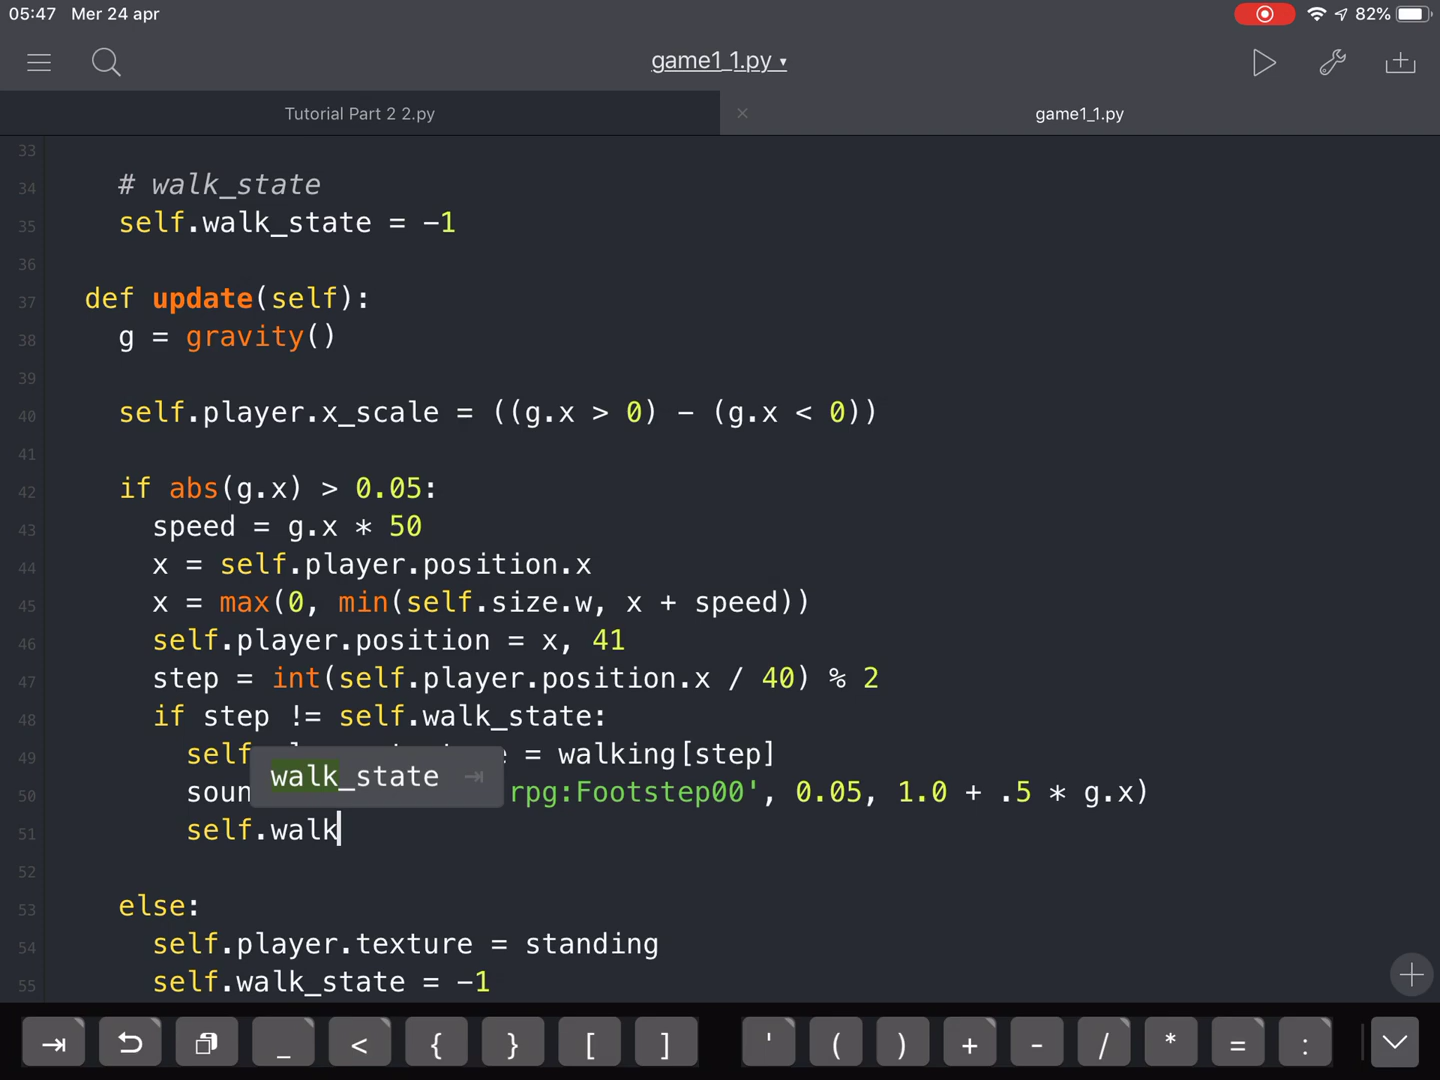 05:47 Mer 24 apr 82%
game1_1.py ▾
Tutorial Part 2 2.py × game1_1.py
33
34 # walk_state
35 self.walk_state = -1
36
37 def update(self):
38 g = gravity()
39
40 self.player.x_scale = ((g.x > 0) - (g.x < 0))
41
42 if abs(g.x) > 0.05:
43 speed = g.x * 50
44 x = self.player.position.x
45 x = max(0, min(self.size.w, x + speed))
46 self.player.position = x, 41
47 step = int(self.player.position.x / 40) % 2
48 if step != self.walk_state:
49 self = walking[step]
walk_state ⇥
50 soun rpg:Footstep00', 0.05, 1.0 + .5 * g.x)
51 self.walk
52
53 else:
54 self.player.texture = standing
55 self.walk_state = -1
_ < { } [ ] ' ( ) + - / * = :